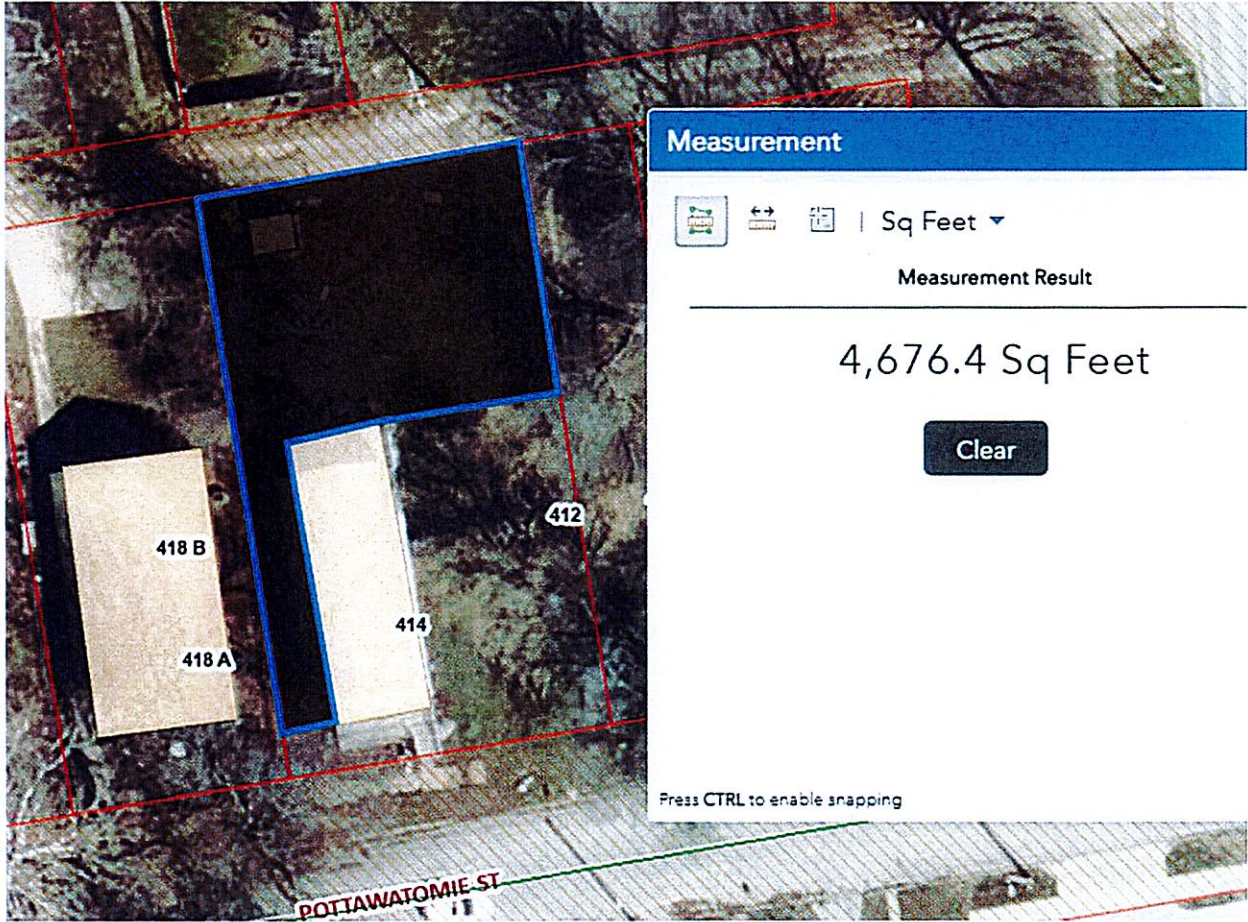 Measurement
Sq Feet
Measurement Result
4,676.4 Sq Feet
Clear
Press CTRL to enable snapping
412
418 B
414
418 A
POTTAWATOMIE ST